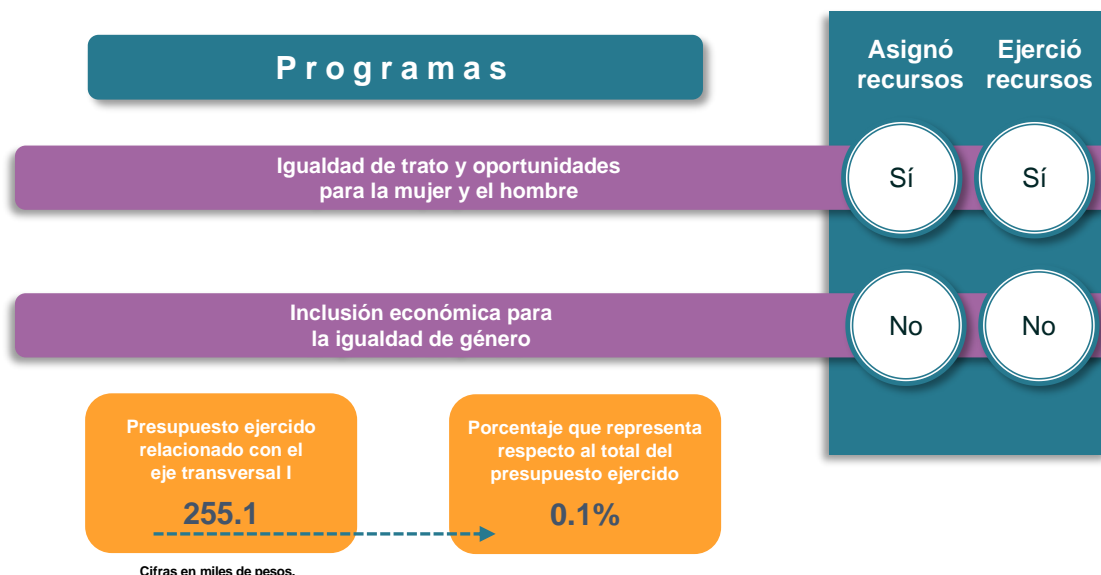 Programas
Asignó
recursos
Ejerció
recursos
Igualdad de trato y oportunidades
para la mujer y el hombre
Sí
Sí
Inclusión económica para
la igualdad de género
No
No
Presupuesto ejercido
relacionado con el
eje transversal I
255.1
Porcentaje que representa
respecto al total del
presupuesto ejercido
0.1%
Cifras en miles de pesos.